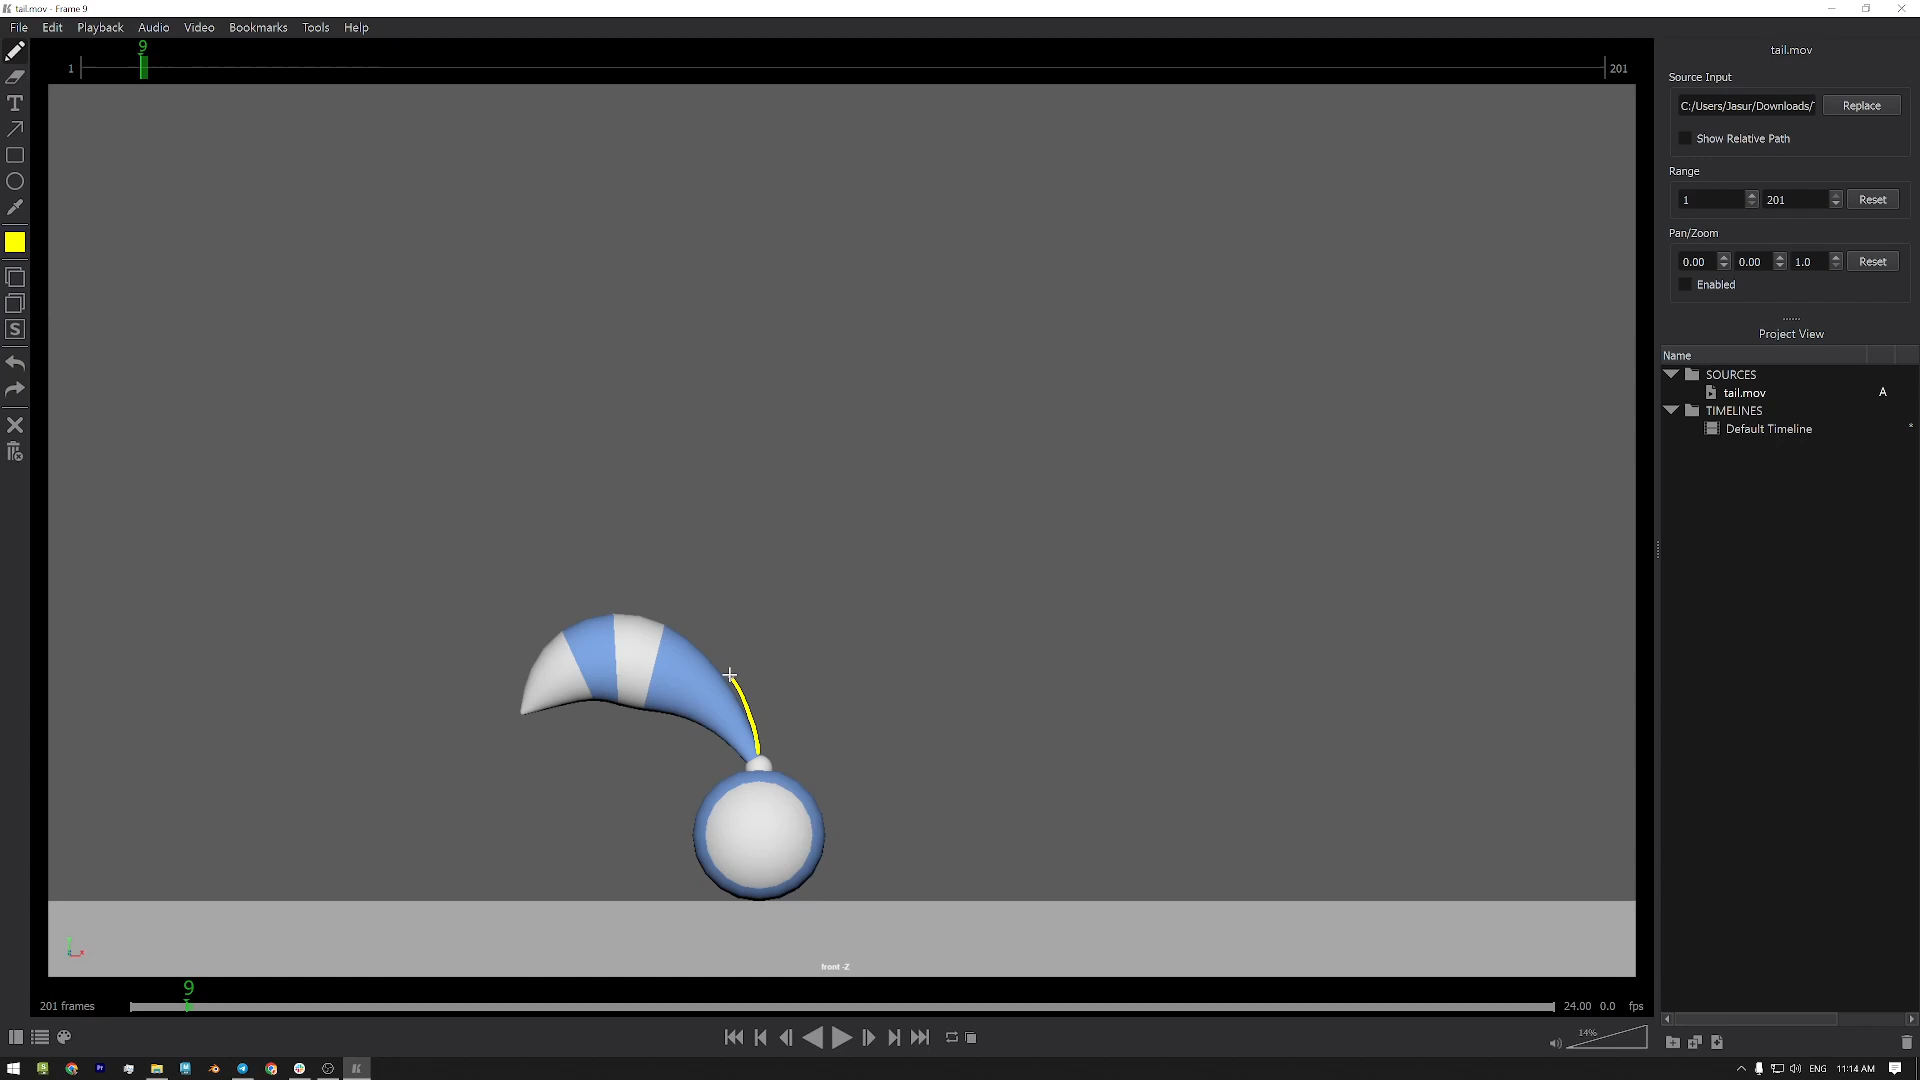 tail.mov - Frame 9
File Edit Playback Audio Video Bookmarks Tools Help
9
1
201
T
S
tail.mov
Source Input
C:/Users/Jasur/Downloads/ Replace
Show Relative Path
Range
1 201 Reset
Pan/Zoom
0.00 0.00 1.0 Reset
Enabled
Project View
Name
SOURCES
tail.mov A
TIMELINES
Default Timeline *
front -Z
9
201 frames
24.00 0.0 fps
14%
ENG 11:14 AM